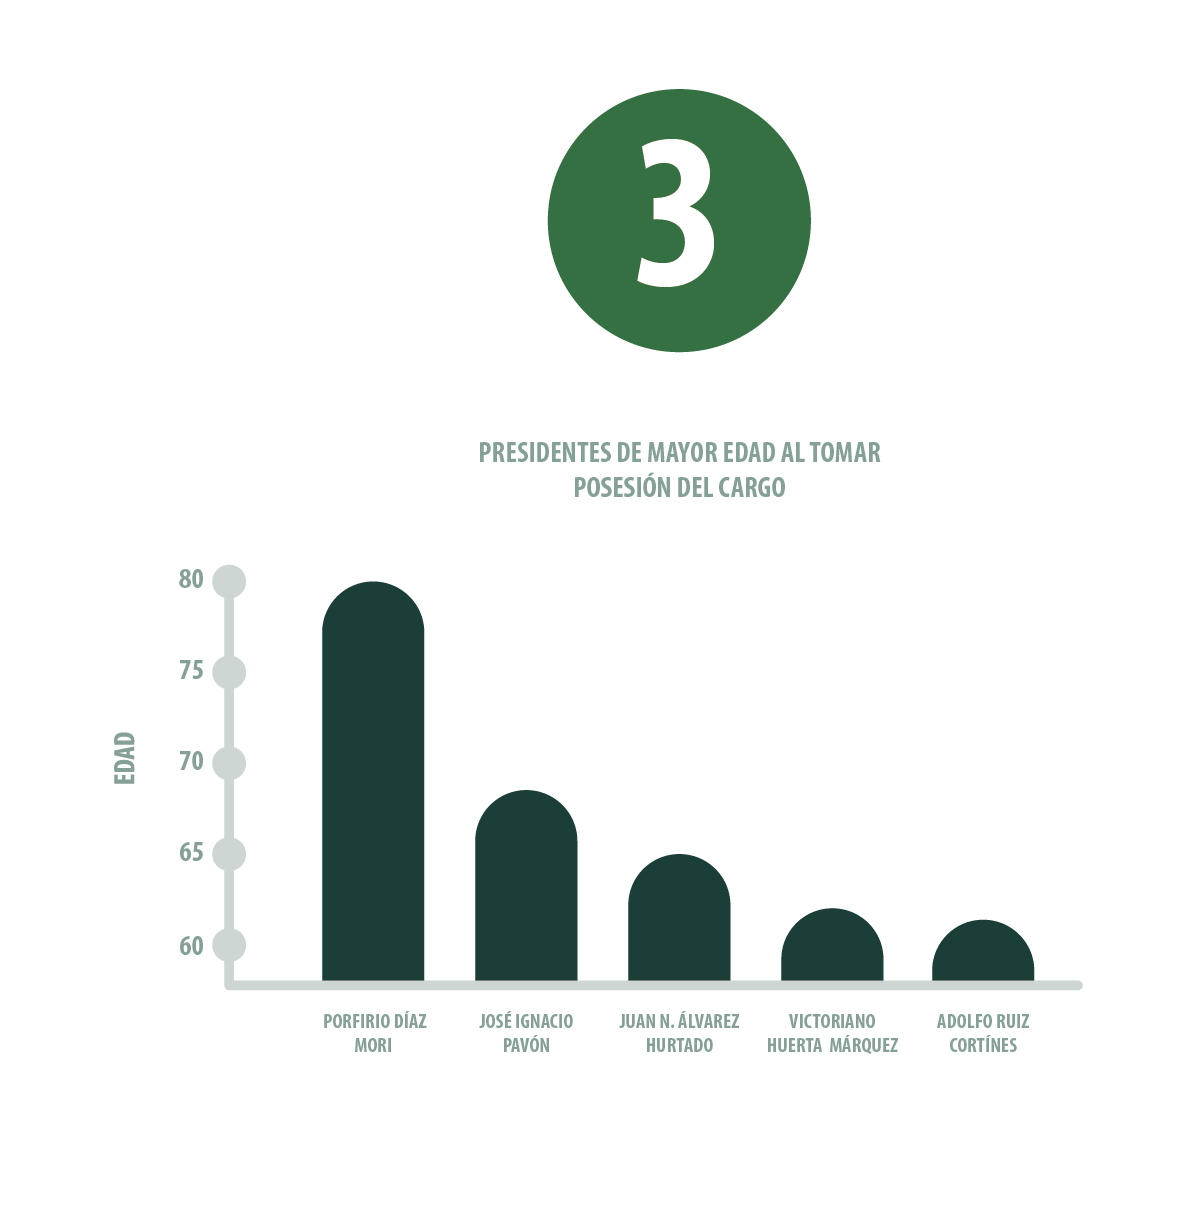 3
PRESIDENTES DE MAYOR EDAD AL TOMAR
POSESIÓN DEL CARGO
80
75
70
65
60
EDAD
PORFIRIO DÍAZ
MORI
JOSÉ IGNACIO
PAVÓN
JUAN N. ÁLVAREZ
HURTADO
VICTORIANO
HUERTA MÁRQUEZ
ADOLFO RUIZ
CORTÍNES